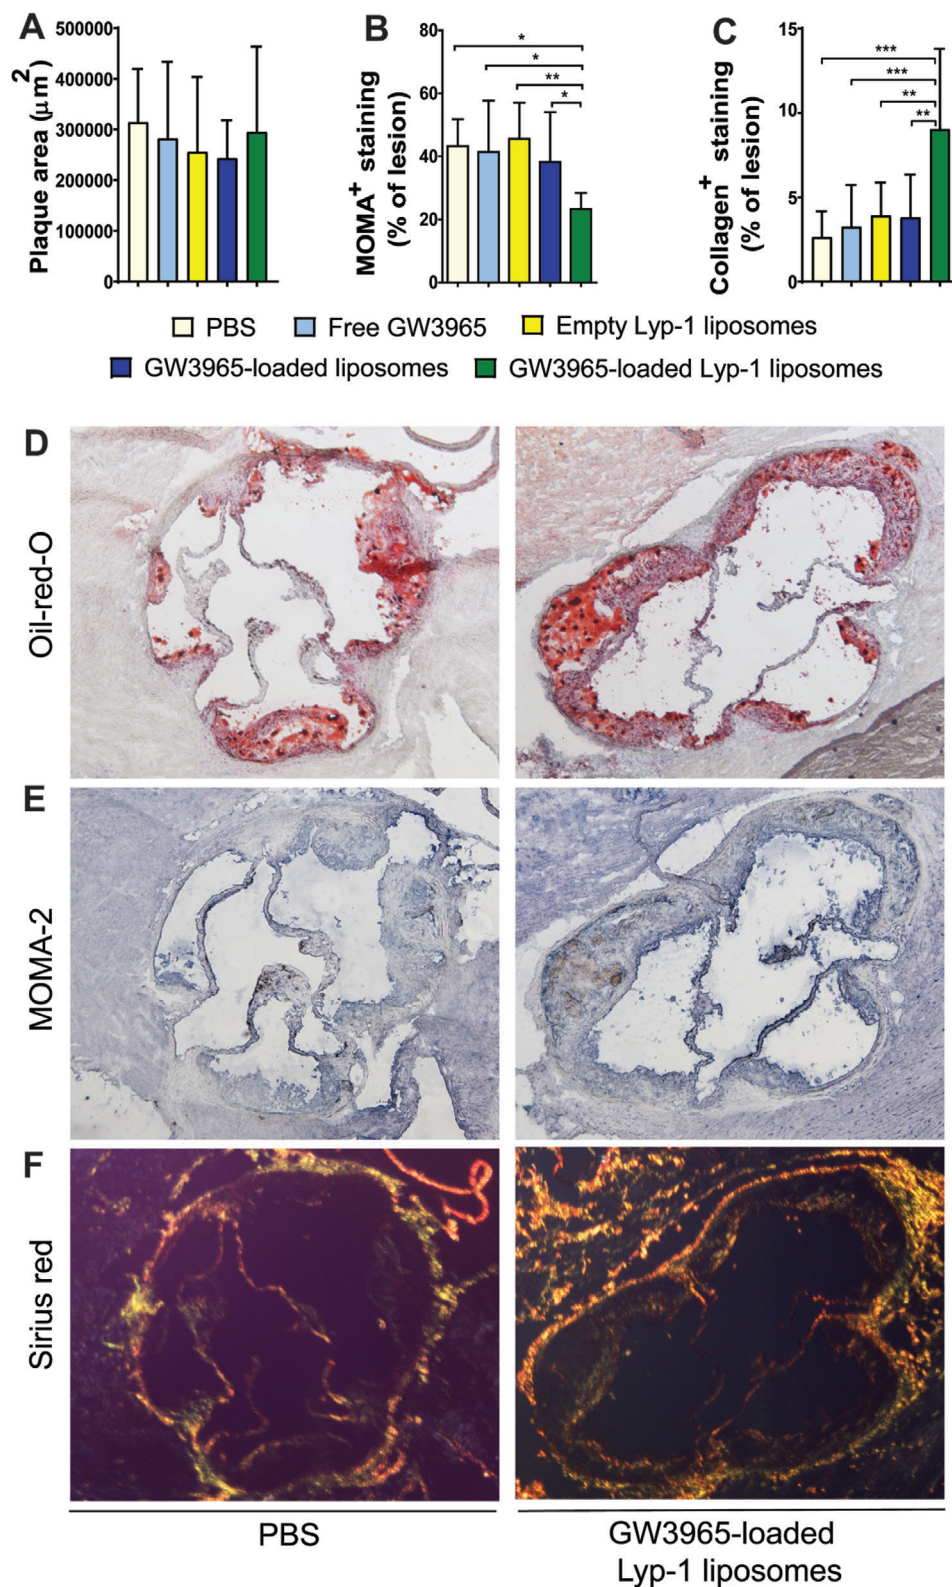 A
Plaque area (μm²)
500000
400000
300000
200000
100000
0
B
MOMA⁺ staining
(% of lesion)
80
60
40
20
0
*
*
**
*
C
Collagen⁺ staining
(% of lesion)
15
10
5
0
***
***
**
**
PBS
Free GW3965
Empty Lyp-1 liposomes
GW3965-loaded liposomes
GW3965-loaded Lyp-1 liposomes
D
Oil-red-O
E
MOMA-2
F
Sirius red
PBS
GW3965-loaded
Lyp-1 liposomes